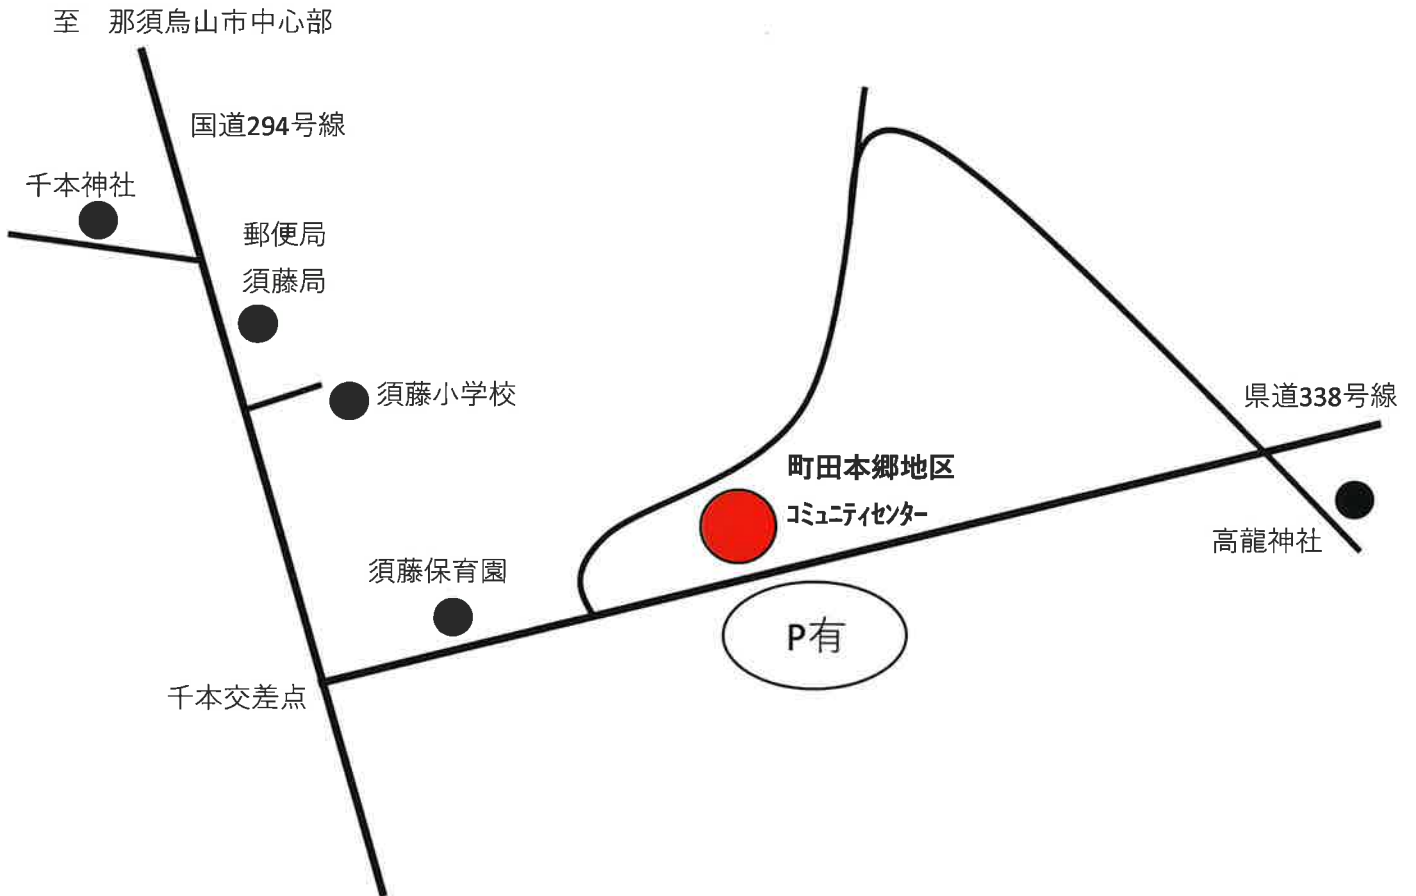 至　那須烏山市中心部
国道294号線
千本神社
郵便局
須藤局
須藤小学校
県道338号線
町田本郷地区
コミュニティセンター
高龍神社
須藤保育園
P有
千本交差点